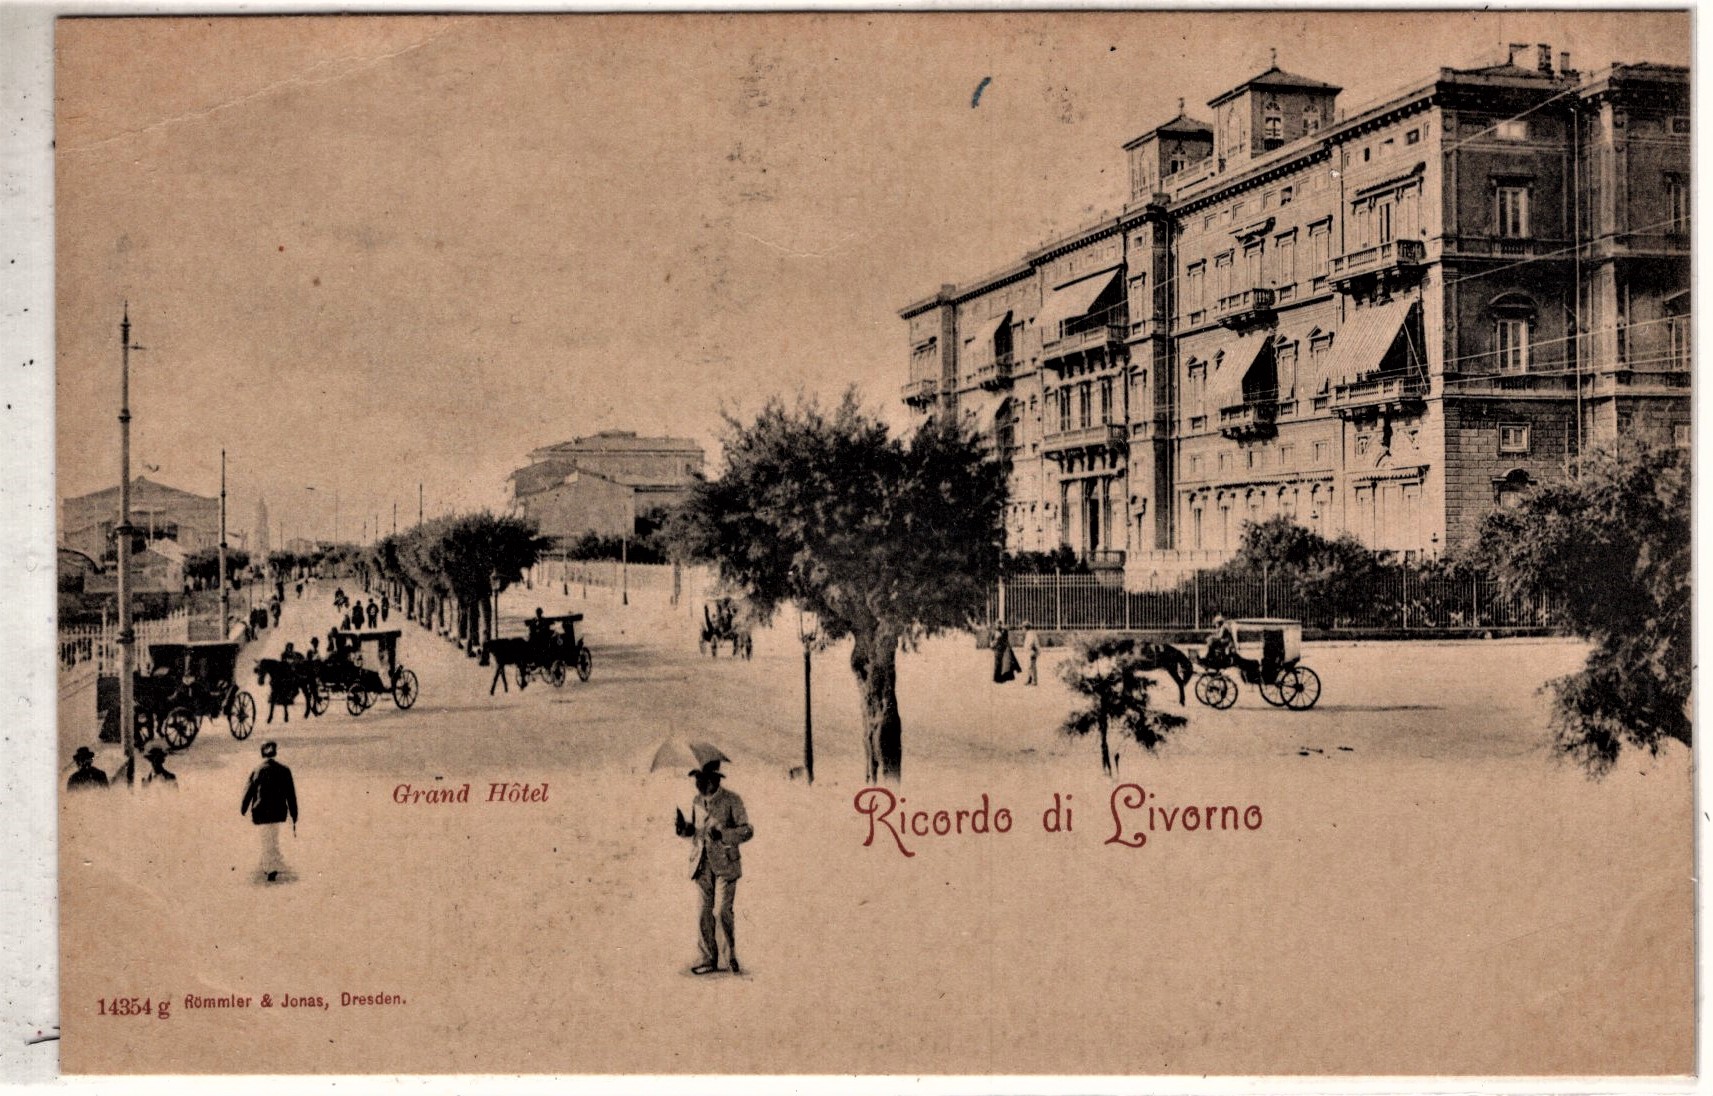 Grand Hôtel
Ricordo di Livorno
14354 g Römmler & Jonas, Dresden.